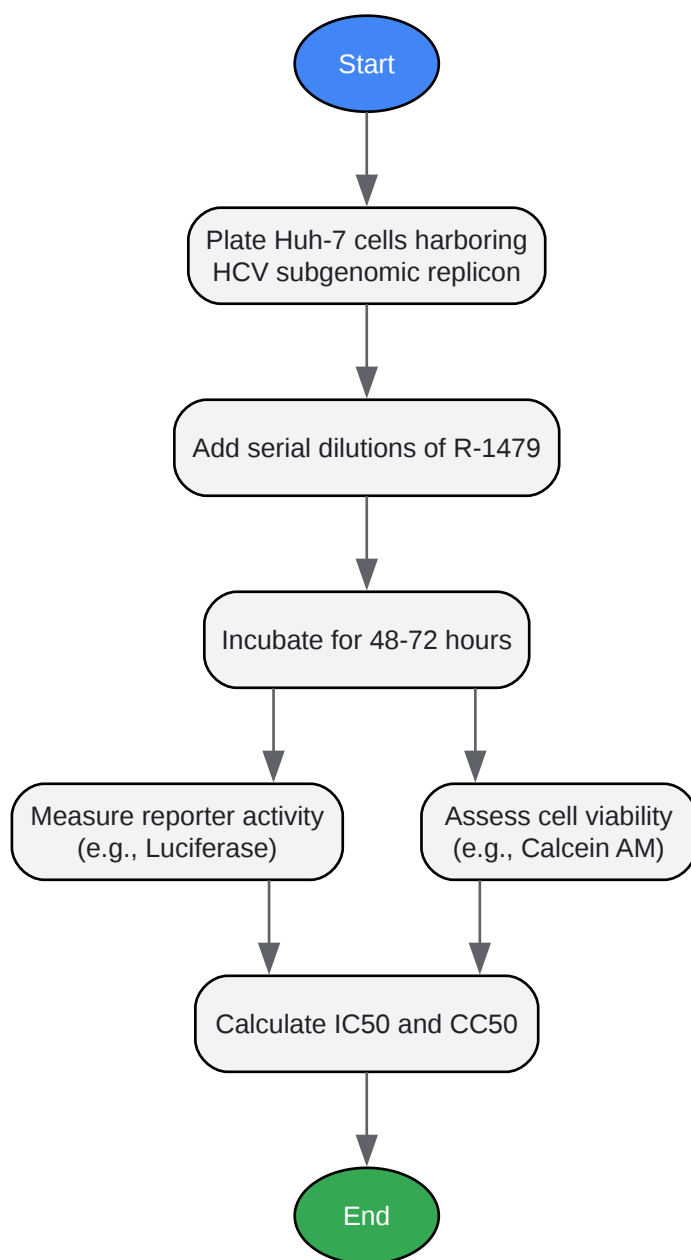 Start
Plate Huh-7 cells harboring
HCV subgenomic replicon
Add serial dilutions of R-1479
Incubate for 48-72 hours
Measure reporter activity
(e.g., Luciferase)
Assess cell viability
(e.g., Calcein AM)
Calculate IC50 and CC50
End